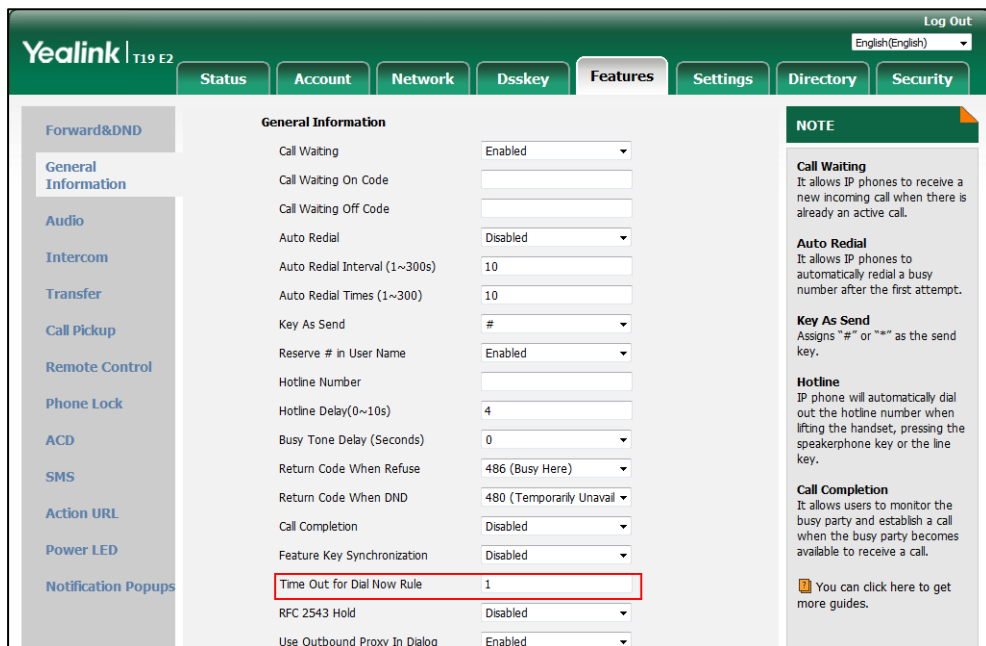 Log Out
Yealink | T19 E2
English(English)
Status Account Network Dsskey Features Settings Directory Security
Forward&DND
General
Information
Audio
Intercom
Transfer
Call Pickup
Remote Control
Phone Lock
ACD
SMS
Action URL
Power LED
Notification Popups
General Information
Call Waiting Enabled
Call Waiting On Code
Call Waiting Off Code
Auto Redial Disabled
Auto Redial Interval (1~300s) 10
Auto Redial Times (1~300) 10
Key As Send #
Reserve # in User Name Enabled
Hotline Number
Hotline Delay(0~10s) 4
Busy Tone Delay (Seconds) 0
Return Code When Refuse 486 (Busy Here)
Return Code When DND 480 (Temporarily Unavail
Call Completion Disabled
Feature Key Synchronization Disabled
Time Out for Dial Now Rule 1
RFC 2543 Hold Disabled
Use Outbound Proxy In Dialog Enabled
NOTE
Call Waiting
It allows IP phones to receive a
new incoming call when there is
already an active call.
Auto Redial
It allows IP phones to
automatically redial a busy
number after the first attempt.
Key As Send
Assigns "#" or "*" as the send
key.
Hotline
IP phone will automatically dial
out the hotline number when
lifting the handset, pressing the
speakerphone key or the line
key.
Call Completion
It allows users to monitor the
busy party and establish a call
when the busy party becomes
available to receive a call.
You can click here to get
more guides.